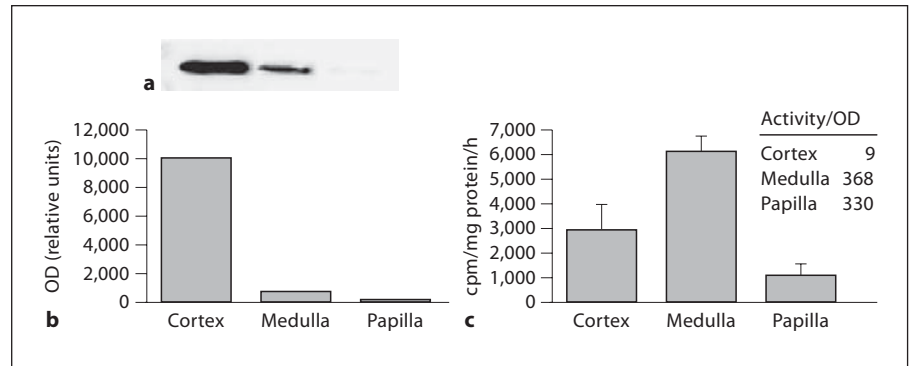 a
12,000
10,000
8,000
6,000
4,000
2,000
0
OD (relative units)
Cortex Medulla Papilla
b
7,000
6,000
5,000
4,000
3,000
2,000
1,000
0
cpm/mg protein/h
Cortex Medulla Papilla
c
Activity/OD
Cortex 9
Medulla 368
Papilla 330